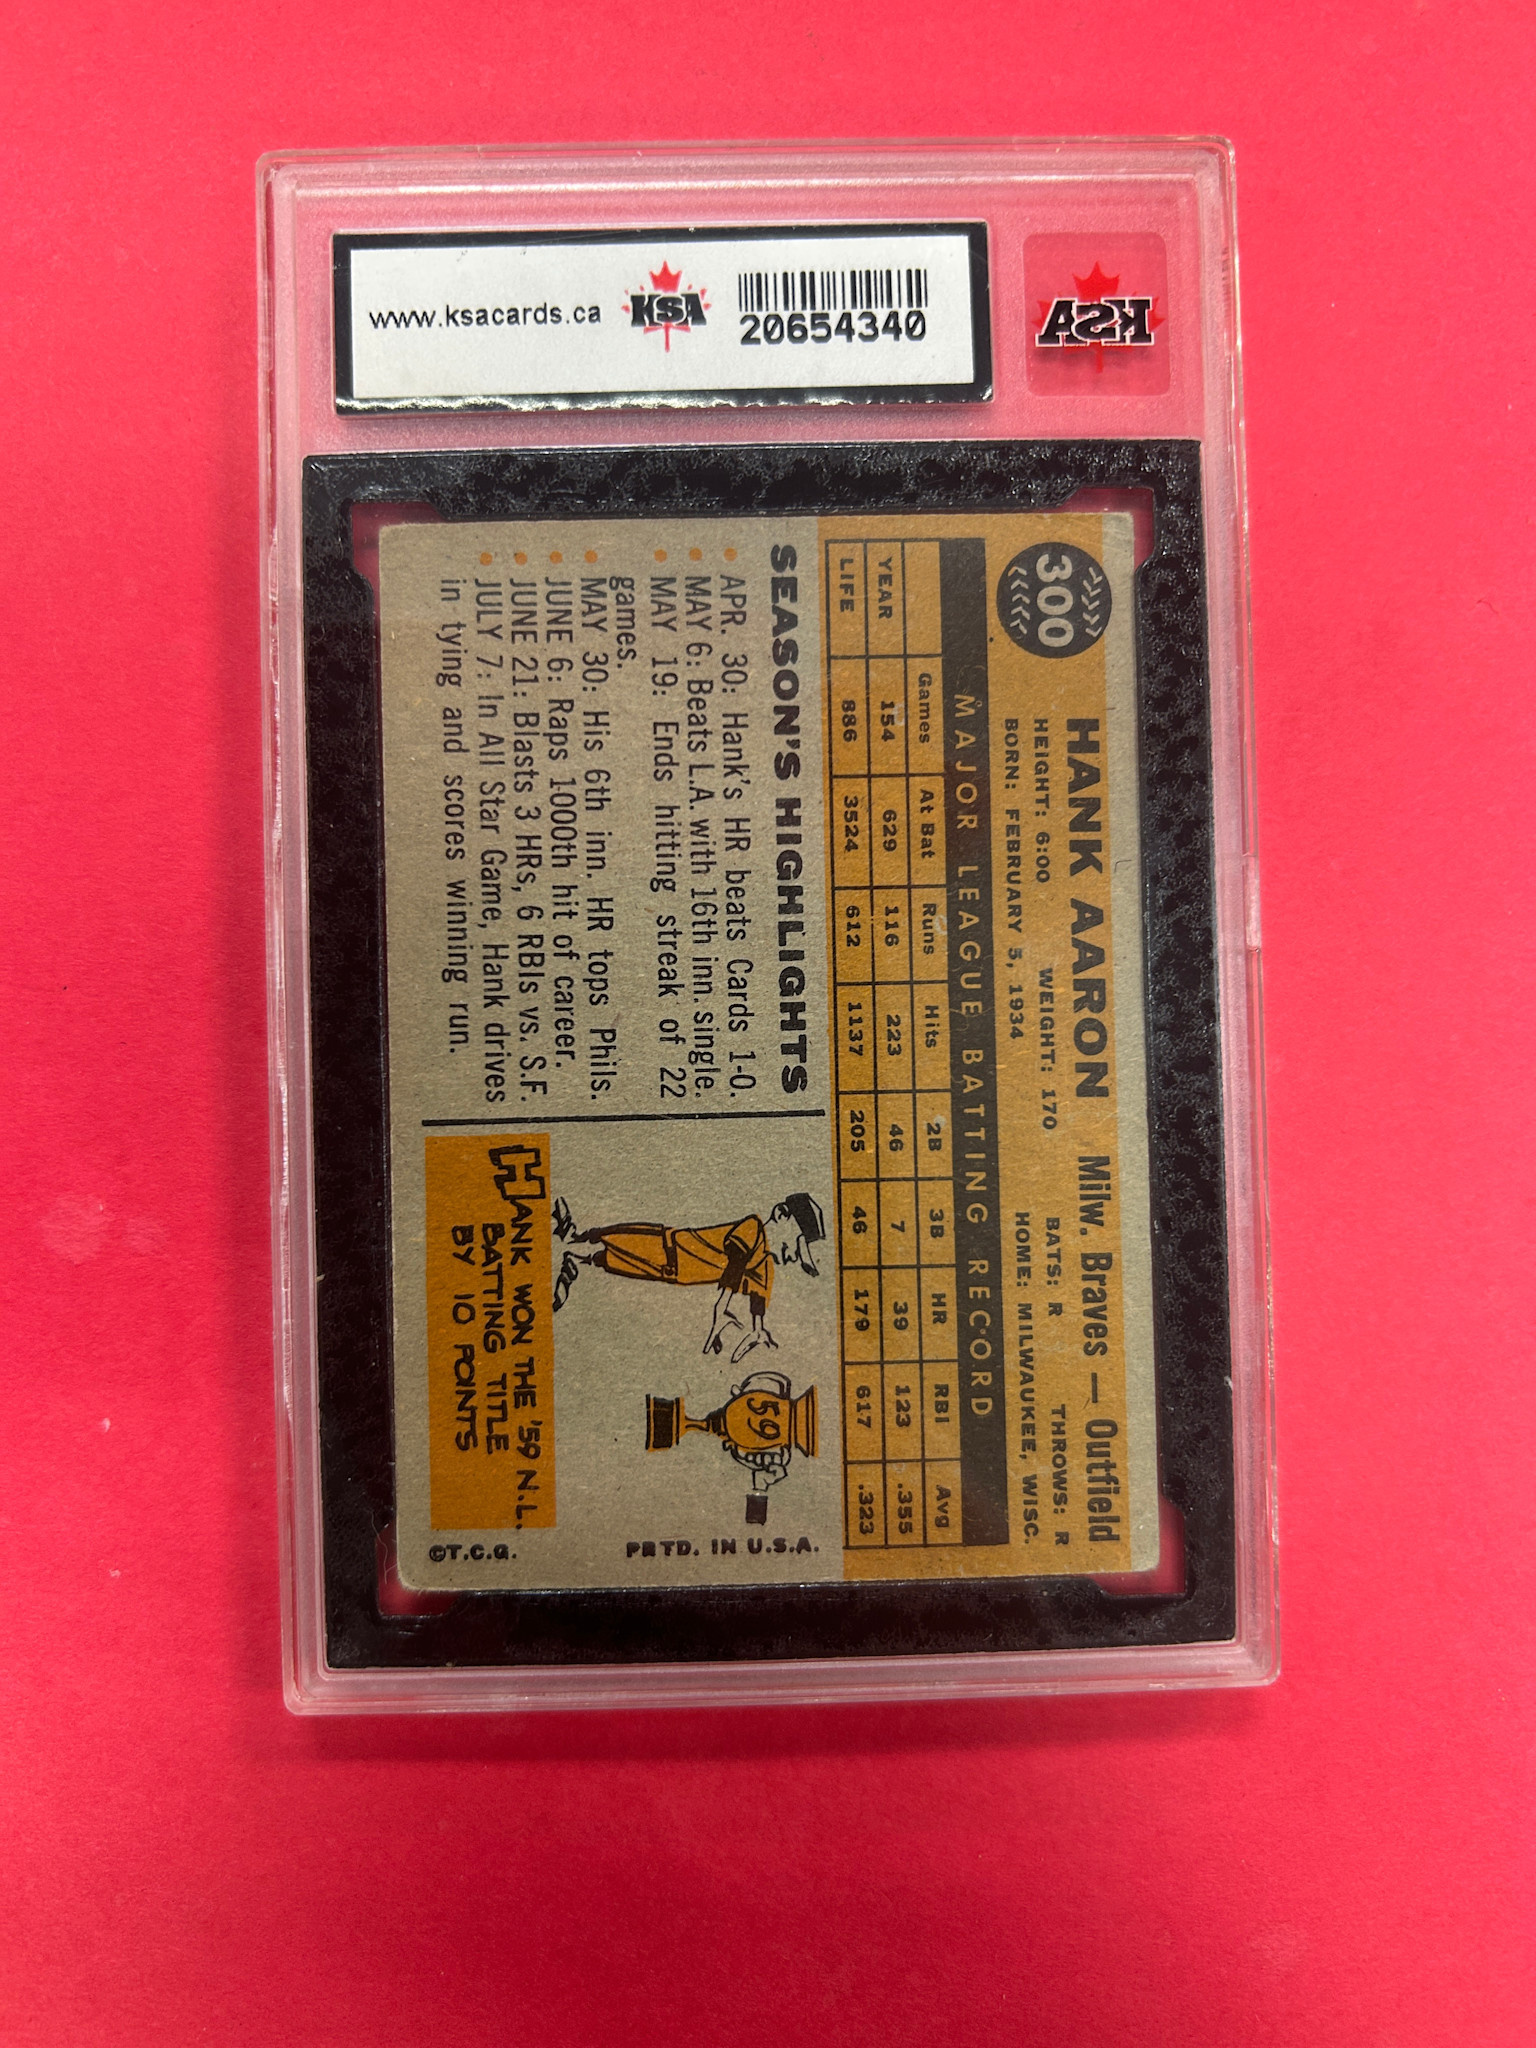 www.ksacards.ca
KSA
20654340
KSA
300
HANK AARON Milw. Braves — Outfield
HEIGHT: 6:00 WEIGHT: 170 BATS: R THROWS: R
BORN: FEBRUARY 5, 1934 HOME: MILWAUKEE, WISC.
MAJOR LEAGUE BATTING RECORD
Games At Bat Runs Hits 2B 3B HR RBI Avg
YEAR 154 629 116 223 46 7 39 123 .355
LIFE 886 3524 612 1137 205 46 179 617 .323
SEASON'S HIGHLIGHTS
• APR. 30: Hank's HR beats Cards 1-0.
• MAY 6: Beats L.A. with 16th inn. single.
• MAY 19: Ends hitting streak of 22
games.
• MAY 30: His 6th inn. HR tops Phils.
• JUNE 6: Raps 1000th hit of career.
• JUNE 21: Blasts 3 HRs, 6 RBIs vs. S.F.
• JULY 7: In All Star Game, Hank drives
in tying and scores winning run.
59
HANK WON THE '59 N.L.
BATTING TITLE
BY 10 POINTS
PRTD. IN U.S.A.
©T.C.G.